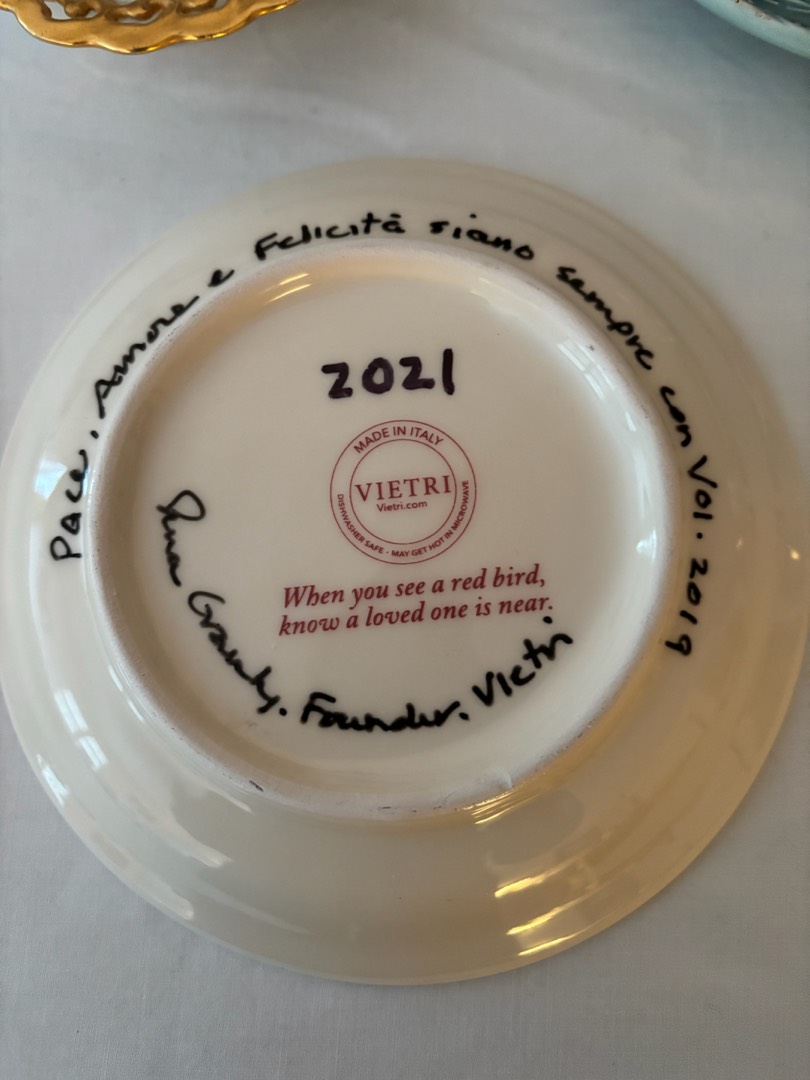 Pace, Amore e Felicità siano sempre con Voi. 2019
2021
MADE IN ITALY
VIETRI
Vietri.com
DISHWASHER SAFE - MAY GET HOT IN MICROWAVE
When you see a red bird,
know a loved one is near.
Founder. Vietri